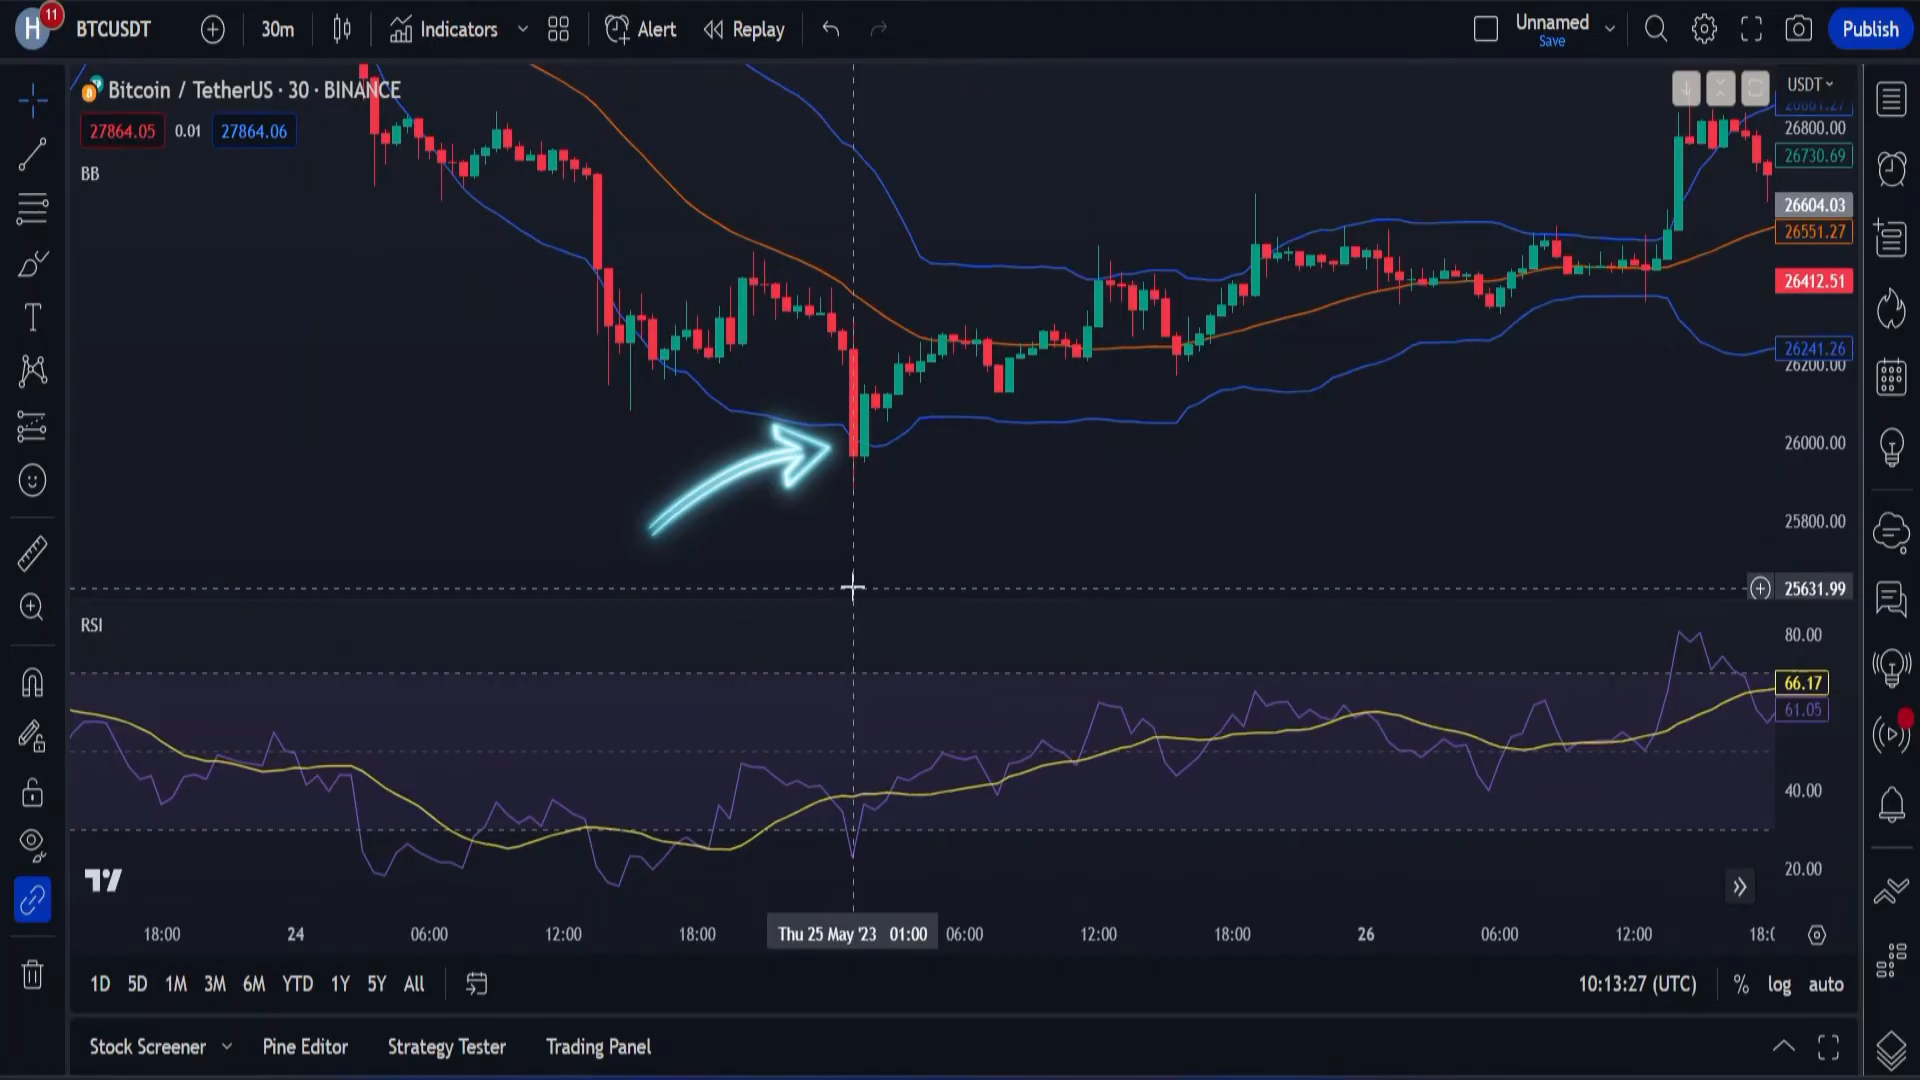 H 11 BTCUSDT 30m Indicators Alert Replay Unnamed Save Publish
Bitcoin / TetherUS · 30 · BINANCE
27864.05 0.01 27864.06
BB
USDT
26800.00
26730.69
26604.03
26551.27
26412.51
26241.26
26200.00
26000.00
25800.00
25631.99
RSI
80.00
66.17
61.05
40.00
20.00
18:00 24 06:00 12:00 18:00 Thu 25 May '23 01:00 06:00 12:00 18:00 26 06:00 12:00
1D 5D 1M 3M 6M YTD 1Y 5Y All 10:13:27 (UTC) % log auto
Stock Screener Pine Editor Strategy Tester Trading Panel